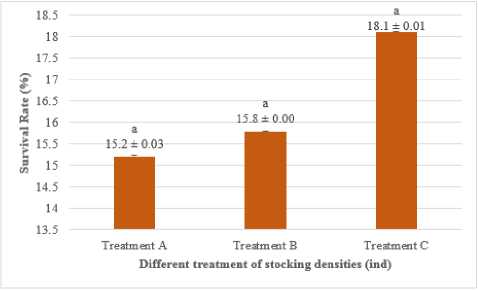 18.5
18
17.5
17
16.5
16
15.5
15
14.5
14
13.5
Survival Rate (%)
a
15.2 ± 0.03
a
15.8 ± 0.00
a
18.1 ± 0.01
Treatment A
Treatment B
Treatment C
Different treatment of stocking densities (ind)